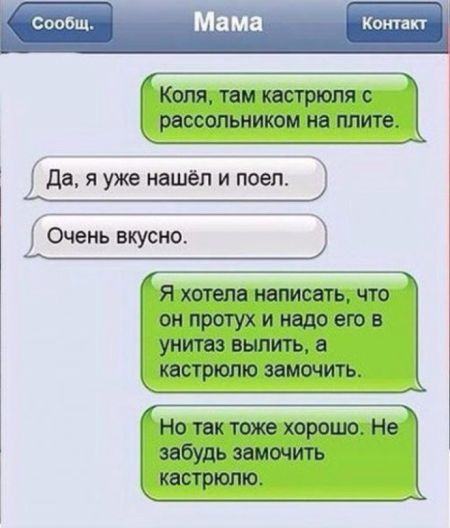 Сообщ.
Мама
Контакт
Коля, там кастрюля с
рассольником на плите.
Да, я уже нашёл и поел.
Очень вкусно.
Я хотела написать, что
он протух и надо его в
унитаз вылить, а
кастрюлю замочить.
Но так тоже хорошо. Не
забудь замочить
кастрюлю.